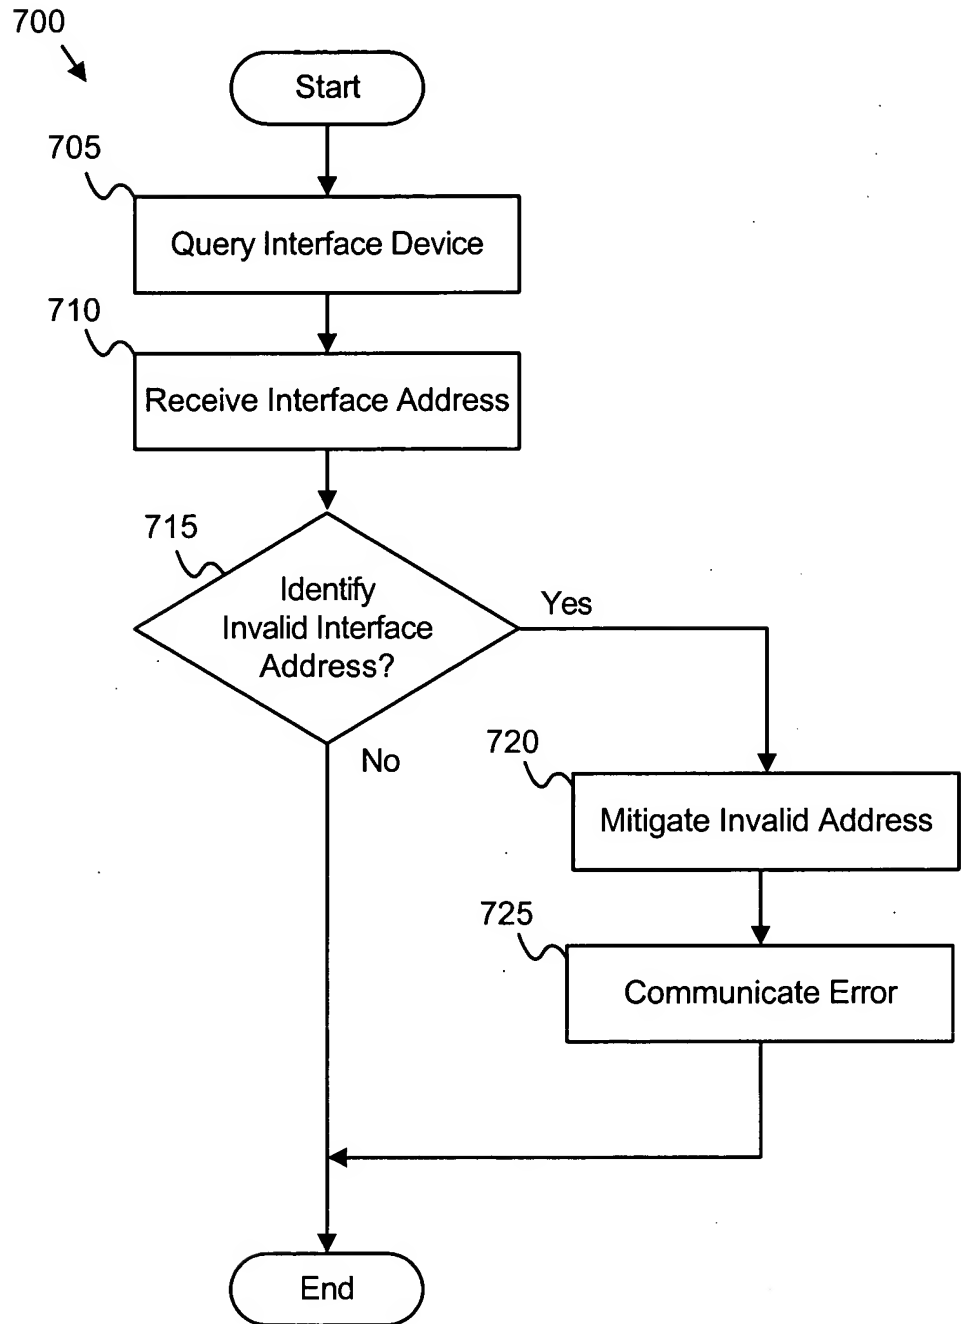 700
Start
705
Query Interface Device
710
Receive Interface Address
715
Identify
Invalid Interface
Address?
Yes
No
720
Mitigate Invalid Address
725
Communicate Error
End